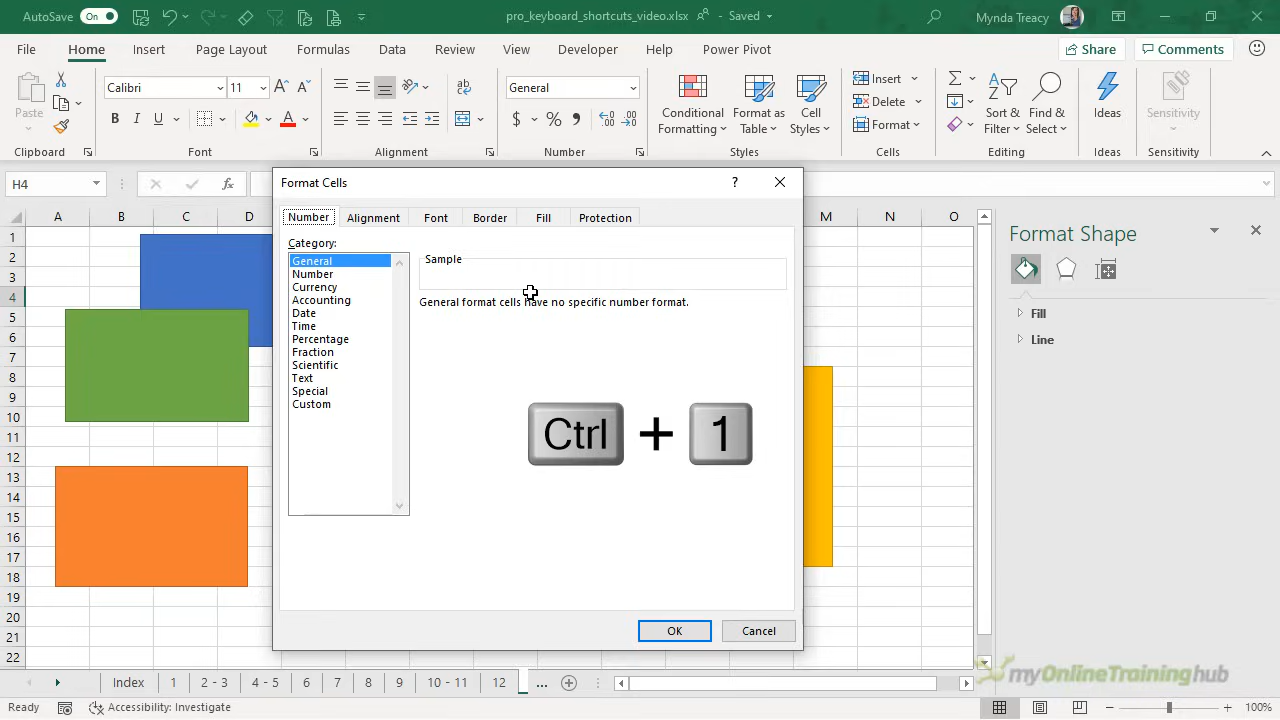 AutoSave On pro_keyboard_shortcuts_video.xlsx - Saved Mynda Treacy
File Home Insert Page Layout Formulas Data Review View Developer Help Power Pivot Share Comments
Calibri 11 General Insert
Paste B I U $ % , Conditional Formatting Format as Table Cell Styles Delete Sort & Filter Find & Select Ideas Sensitivity
Format
Clipboard Font Alignment Number Styles Cells Editing Ideas Sensitivity
H4 fx
Format Cells ? 
Number Alignment Font Border Fill Protection
Category:
General
Number
Currency
Accounting
Date
Time
Percentage
Fraction
Scientific
Text
Special
Custom
Sample
General format cells have no specific number format.
Ctrl + 1
OK Cancel
A B C D M N O
1
2
3
4
5
6
7
8
9
10
11
12
13
14
15
16
17
18
19
20
21
22
Format Shape
Fill
Line
Index 1 2 - 3 4 - 5 6 7 8 9 10 - 11 12 ...
myOnlineTrainingHub
Ready Accessibility: Investigate 100%